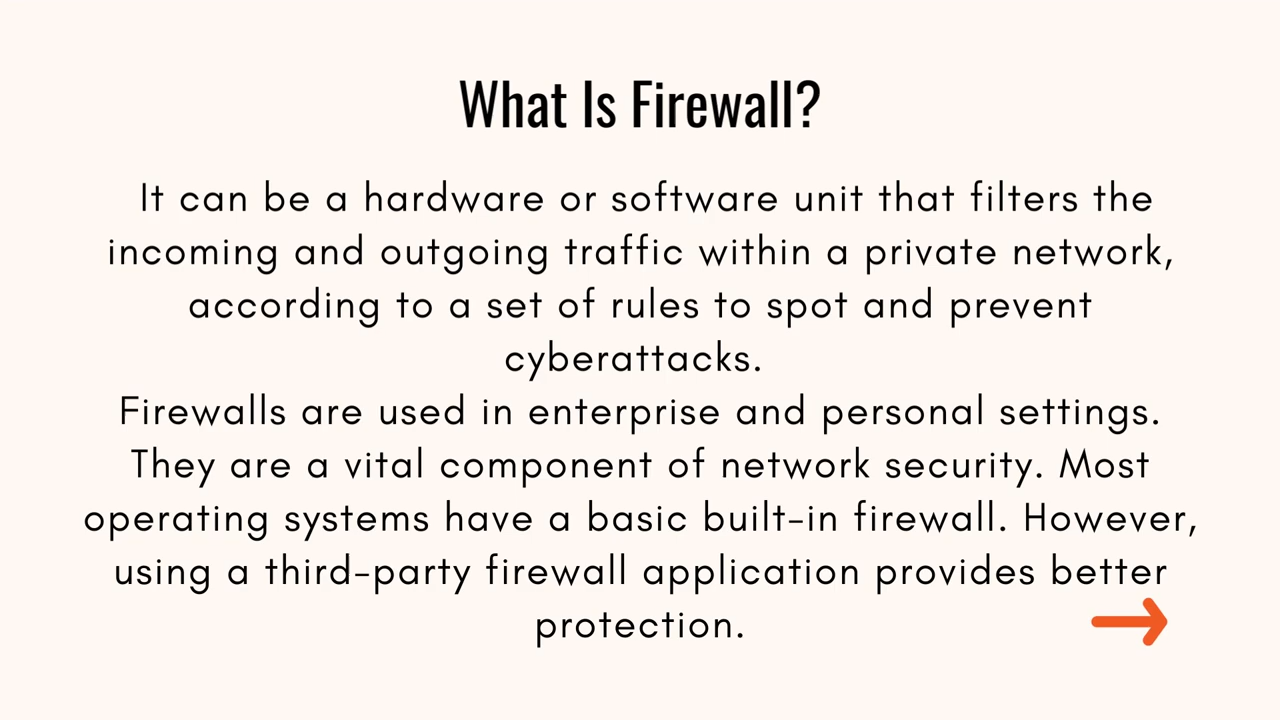 What Is Firewall?
It can be a hardware or software unit that filters the
incoming and outgoing traffic within a private network,
according to a set of rules to spot and prevent
cyberattacks.
Firewalls are used in enterprise and personal settings.
They are a vital component of network security. Most
operating systems have a basic built-in firewall. However,
using a third-party firewall application provides better
protection.